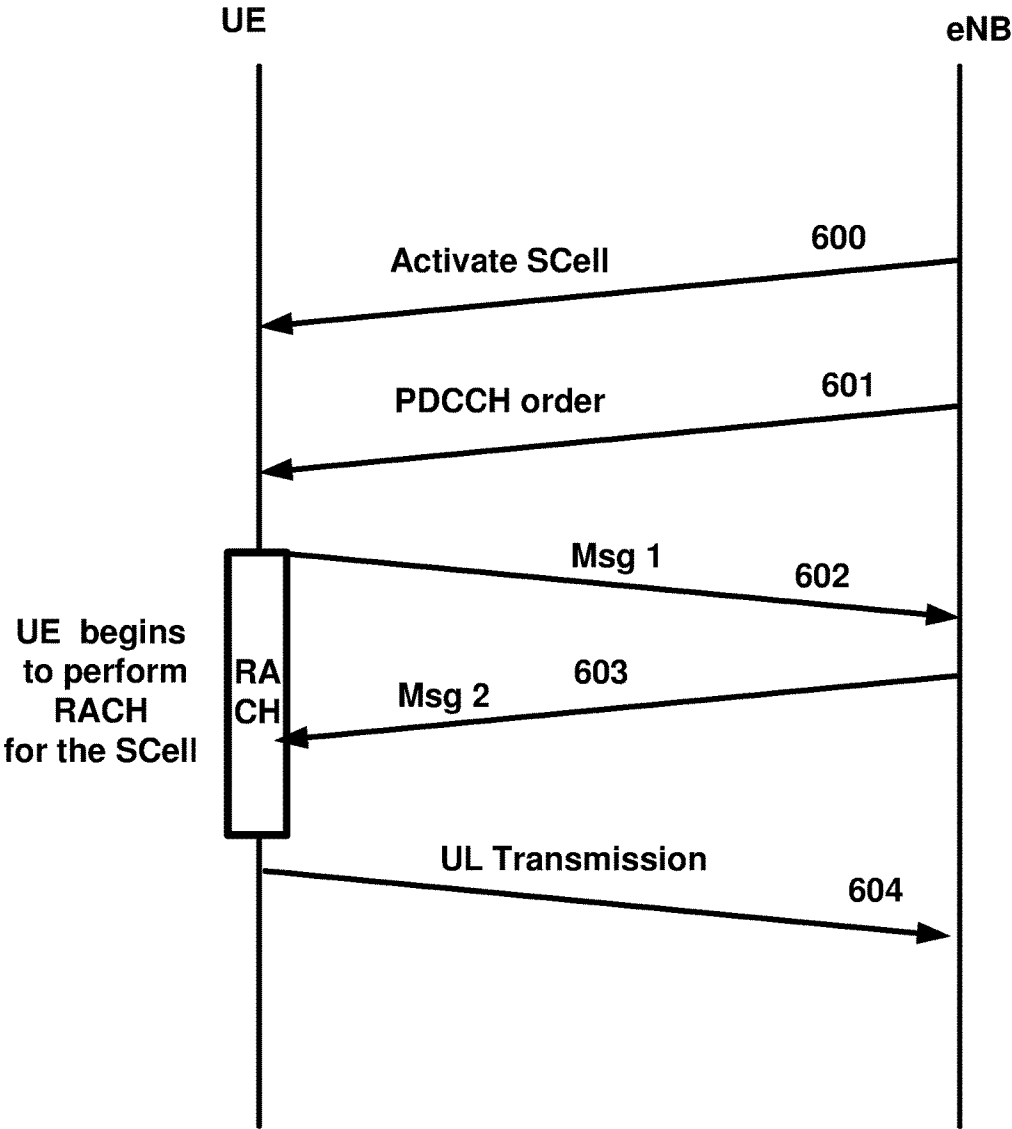 UE
eNB
600
Activate SCell
601
PDCCH order
Msg 1
602
UE begins
to perform
RACH
for the SCell
RA
CH
603
Msg 2
UL Transmission
604